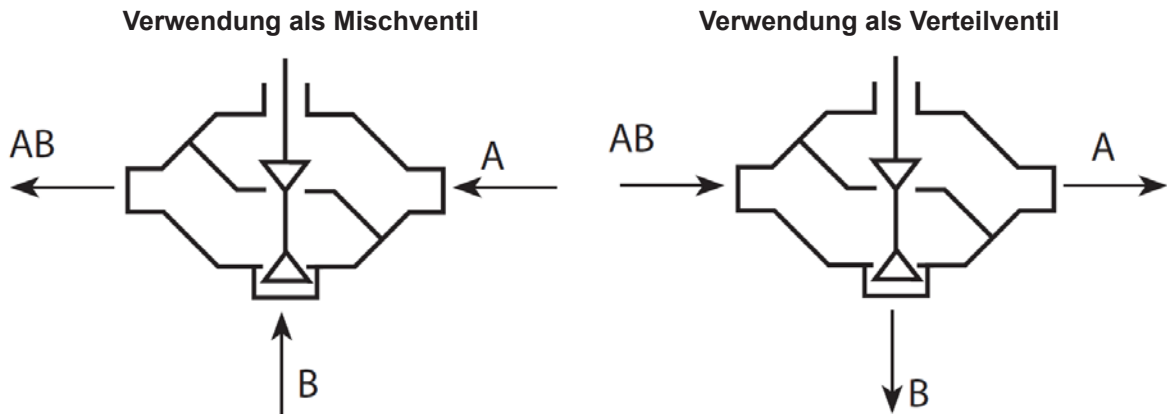 Verwendung als Mischventil
AB
A
B
Verwendung als Verteilventil
AB
A
B